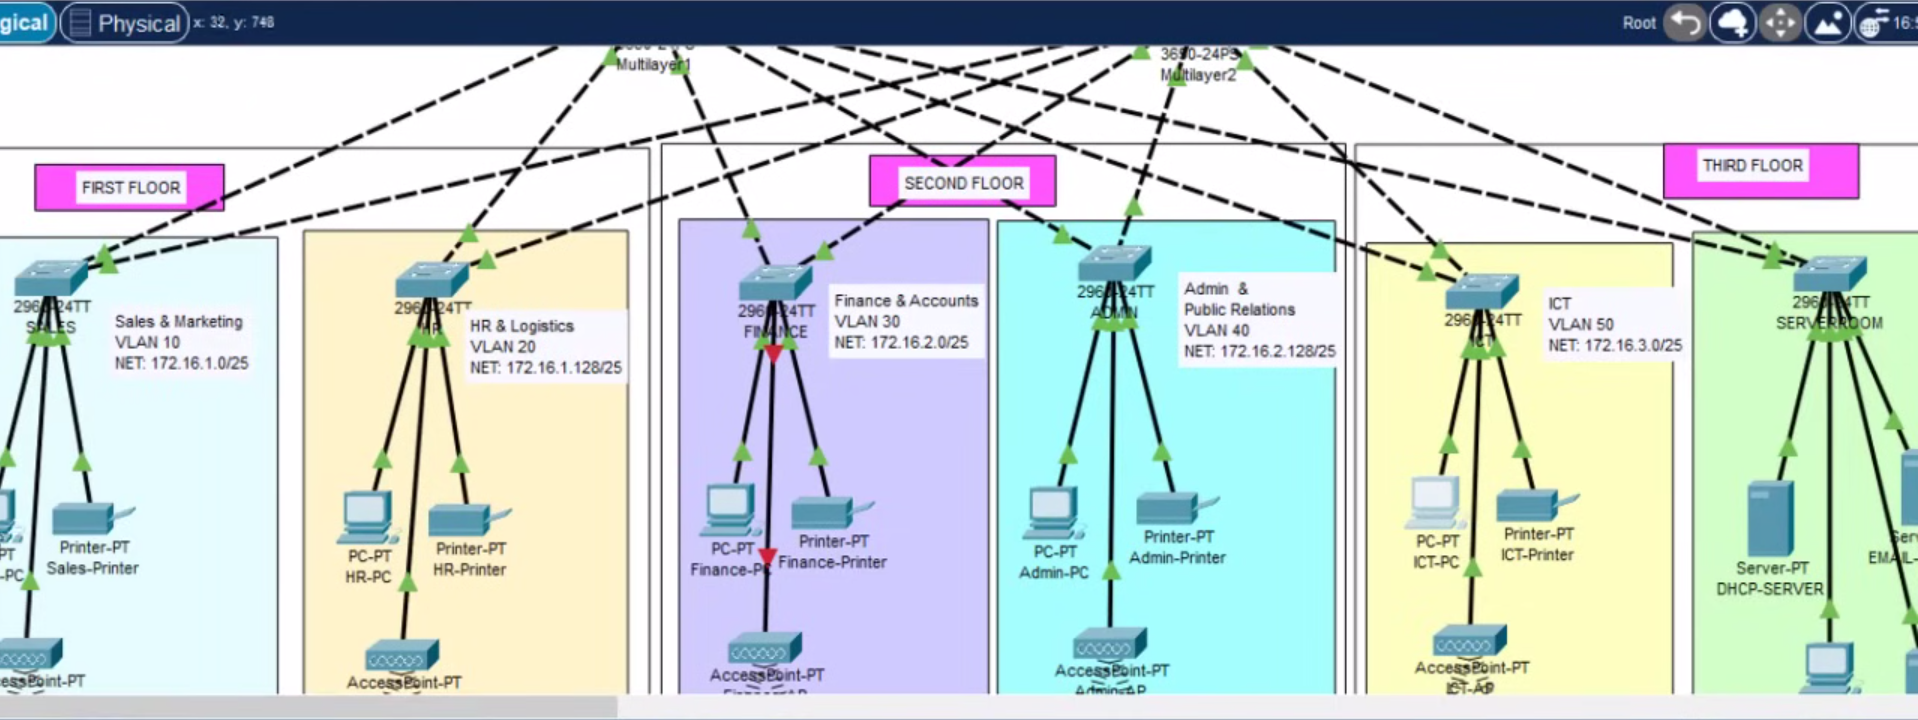 gical
Physical
x: 32, y: 748
Root
16:
Multilayer1
3650-24PS
Multilayer2
FIRST FLOOR
SECOND FLOOR
THIRD FLOOR
2960-24TT
SALES
Sales & Marketing
VLAN 10
NET: 172.16.1.0/25
2960-24TT
HR
HR & Logistics
VLAN 20
NET: 172.16.1.128/25
2960-24TT
FINANCE
Finance & Accounts
VLAN 30
NET: 172.16.2.0/25
2960-24TT
ADMIN
Admin &
Public Relations
VLAN 40
NET: 172.16.2.128/25
2960-24TT
ICT
ICT
VLAN 50
NET: 172.16.3.0/25
2960-24TT
SERVERROOM
PT
-PC
Printer-PT
Sales-Printer
PC-PT
HR-PC
Printer-PT
HR-Printer
PC-PT
Finance-PC
Printer-PT
Finance-Printer
PC-PT
Admin-PC
Printer-PT
Admin-Printer
PC-PT
ICT-PC
Printer-PT
ICT-Printer
Server-PT
DHCP-SERVER
Serv
EMAIL-
essPoint-PT
AccessPoint-PT
AccessPoint-PT
AccessPoint-PT
Admin-AP
AccessPoint-PT
ICT-AP